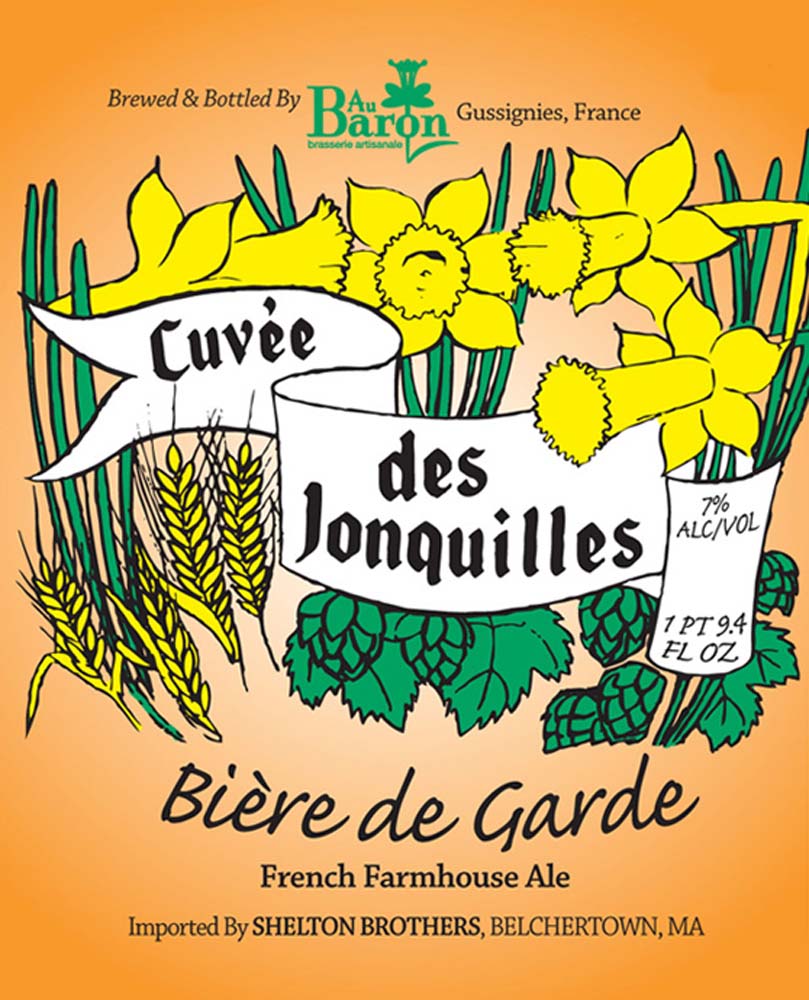 Brewed & Bottled By
Au
Baron
brasserie artisanale
Gussignies, France
Cuvée
des
Jonquilles
7%
ALC/VOL
1 PT 9.4
FL OZ
Bière de Garde
French Farmhouse Ale
Imported By SHELTON BROTHERS, BELCHERTOWN, MA